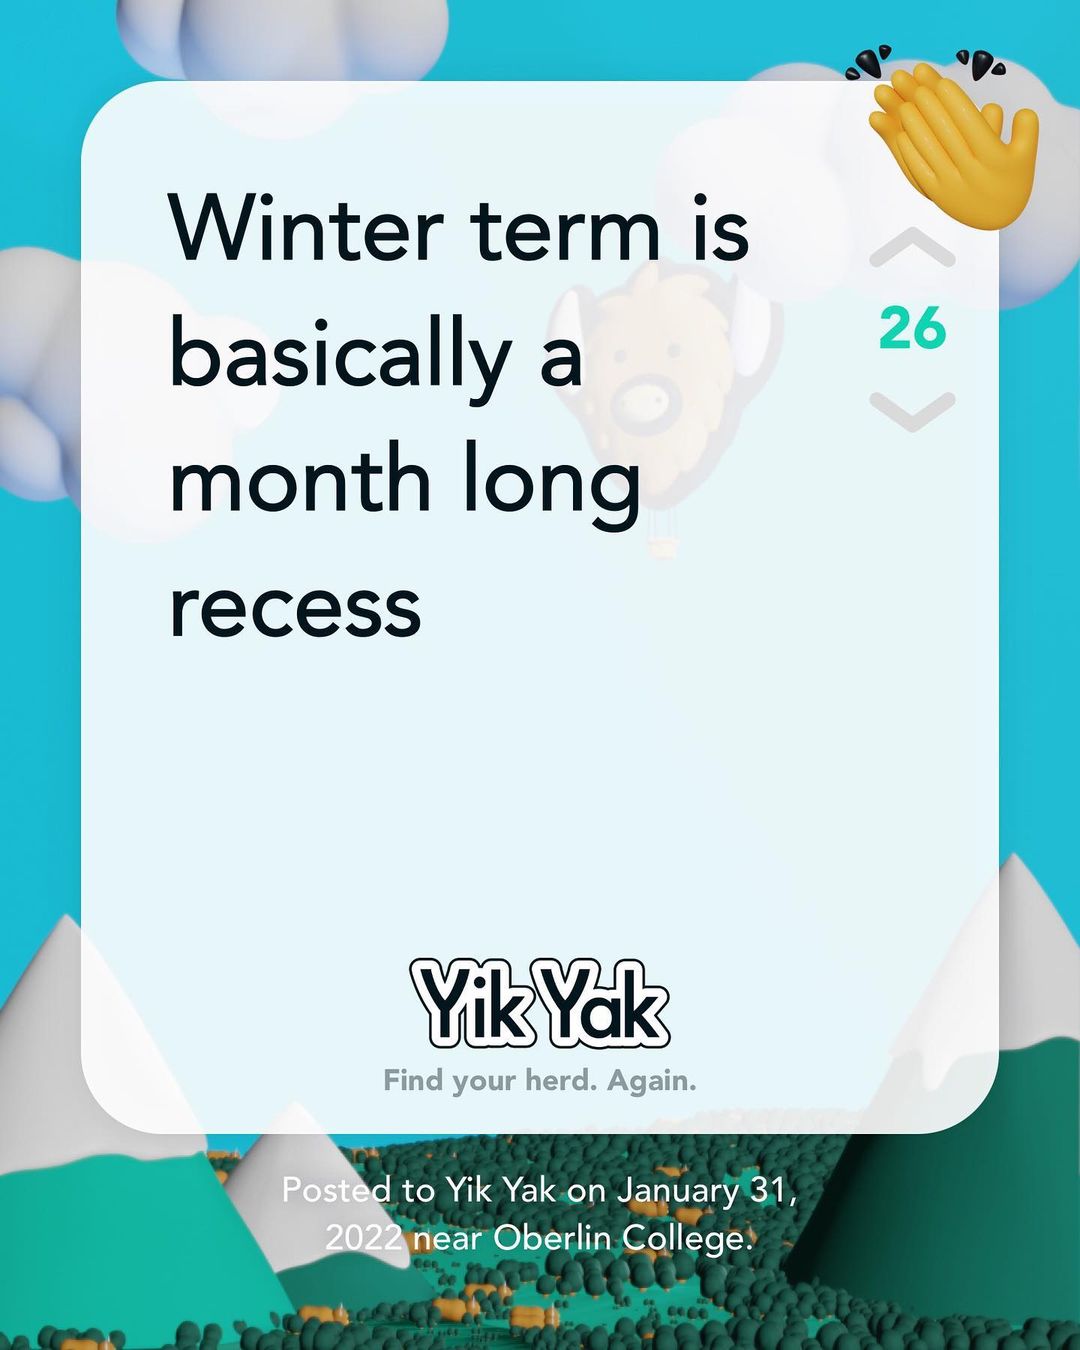 Winter term is
basically a
month long
recess
26
Yik Yak
Find your herd. Again.
Posted to Yik Yak on January 31,
2022 near Oberlin College.